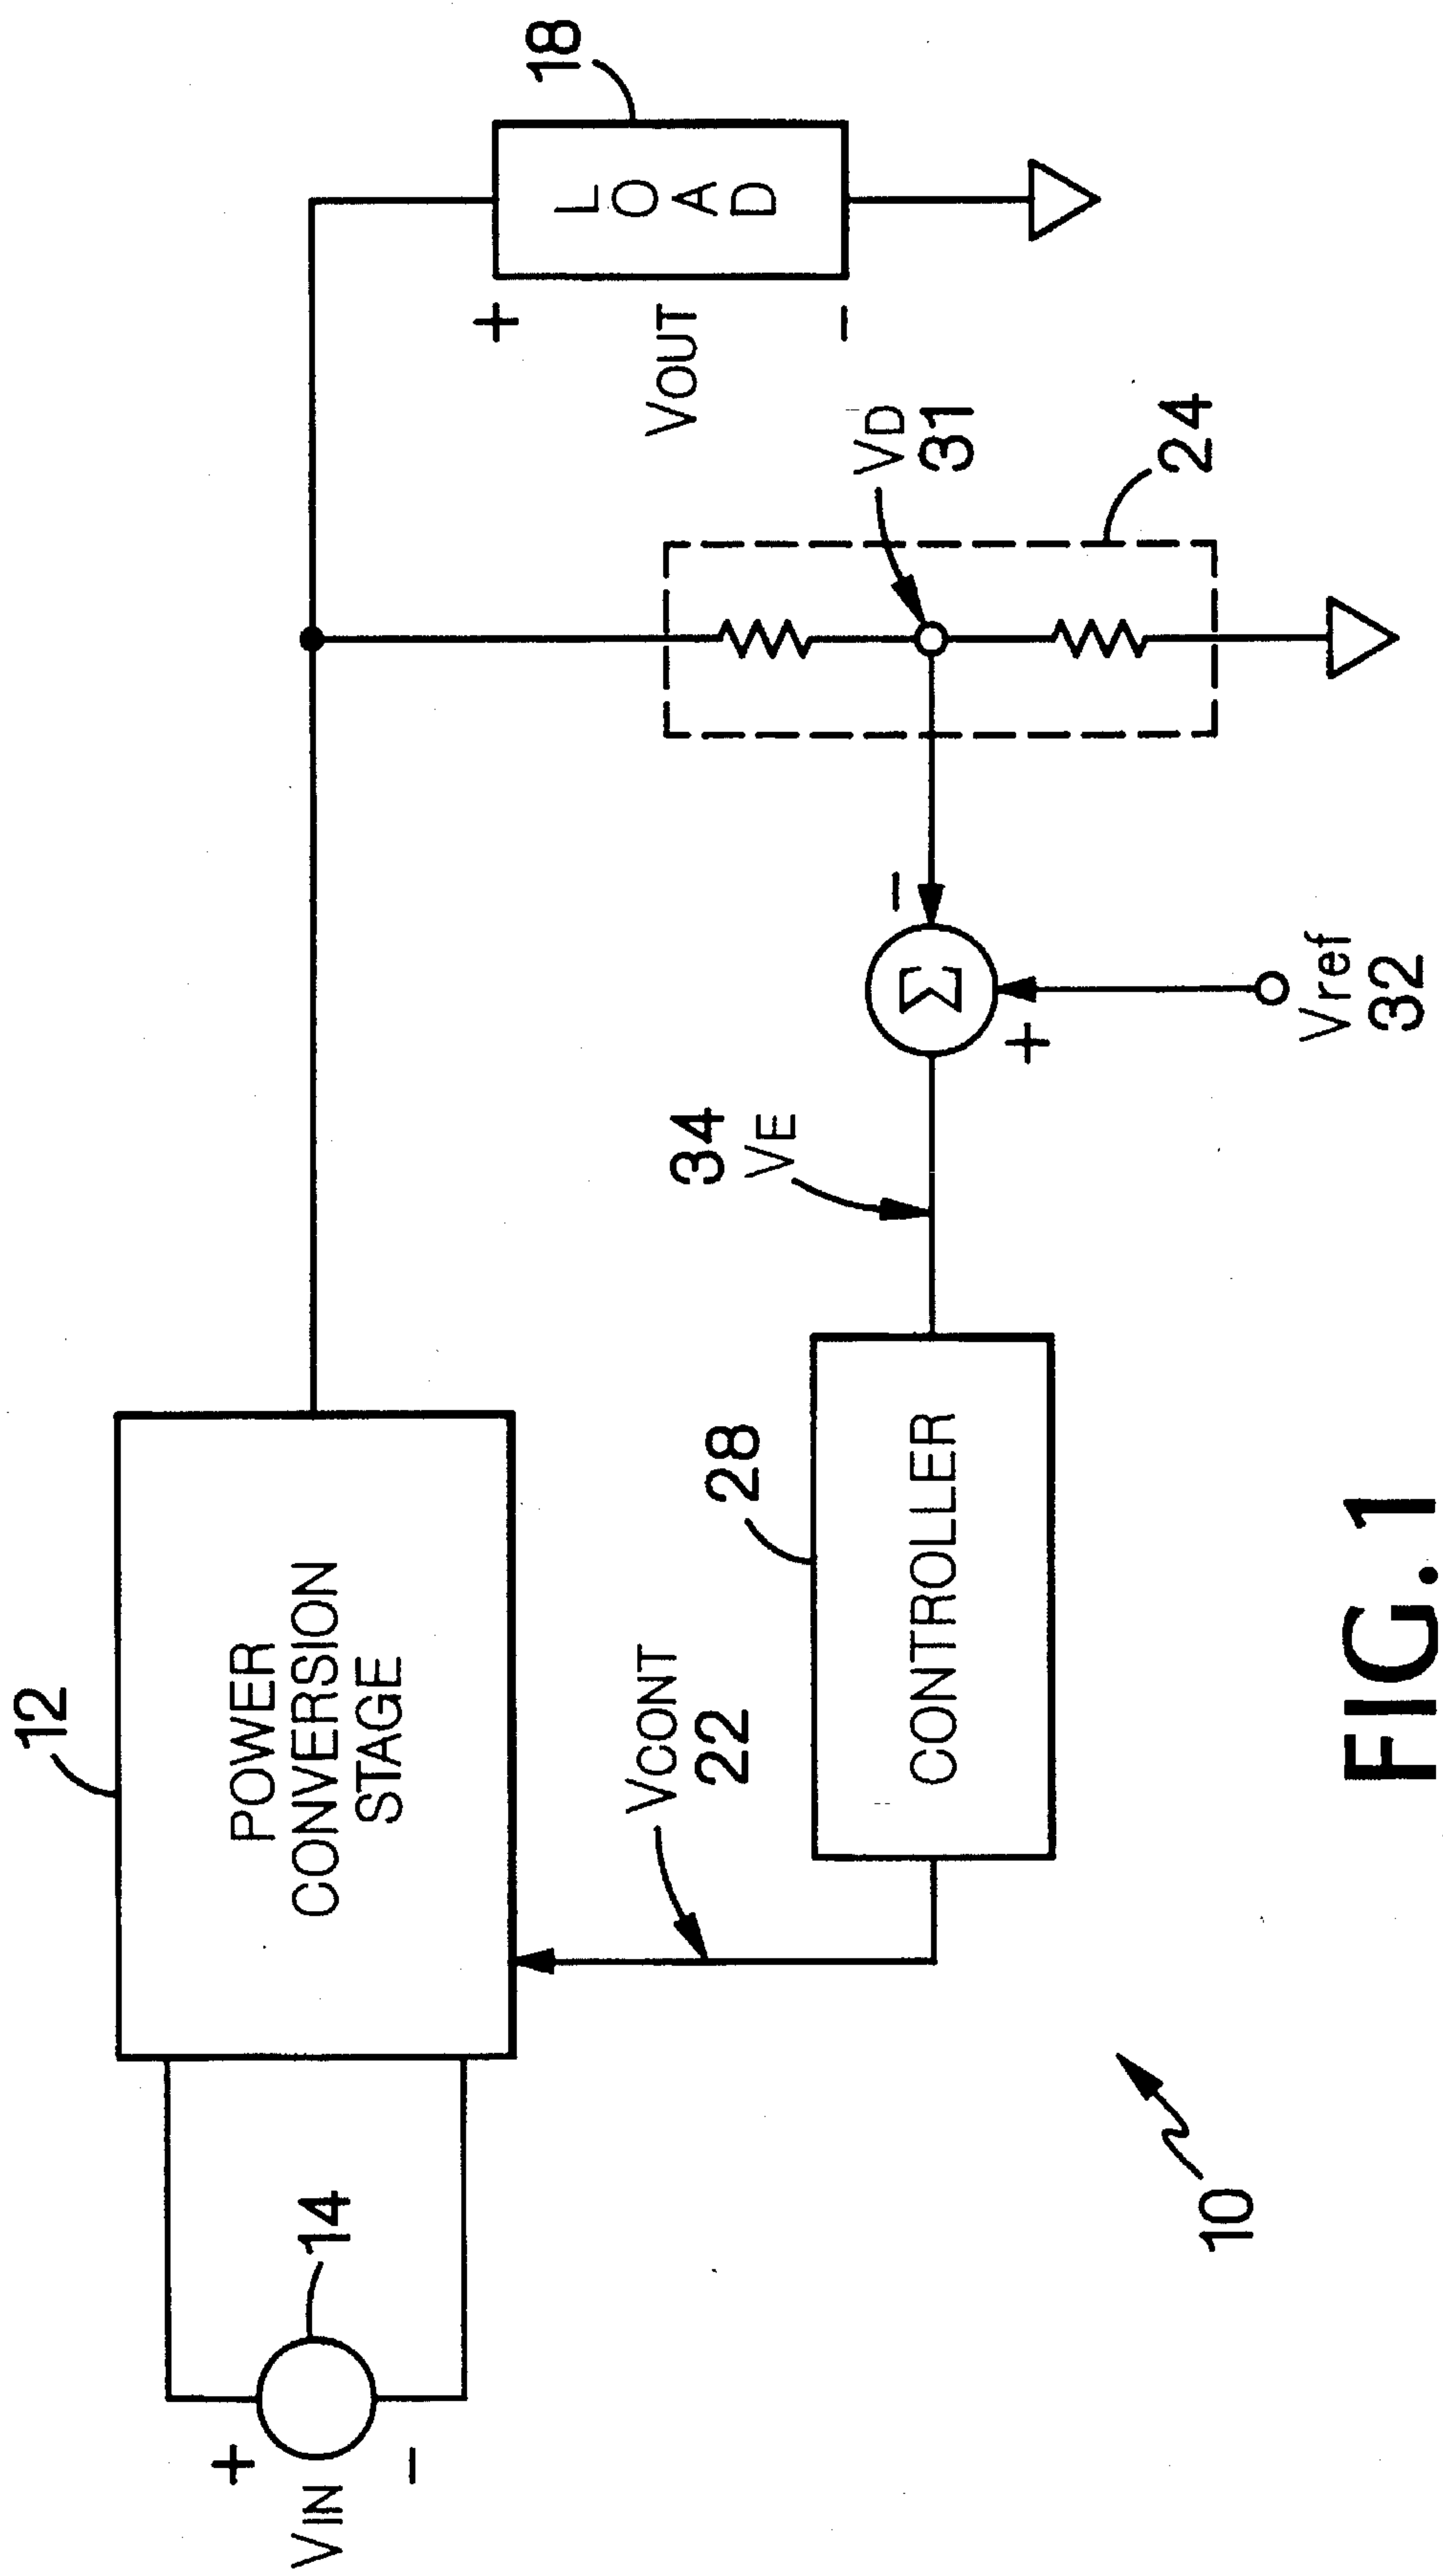 12
POWER
CONVERSION
STAGE
VIN
+
-
14
VCONT
22
28
CONTROLLER
34
VE
Σ
-
+
Vref
32
VD
31
24
+
VOUT
-
LOAD
18
10
FIG. 1